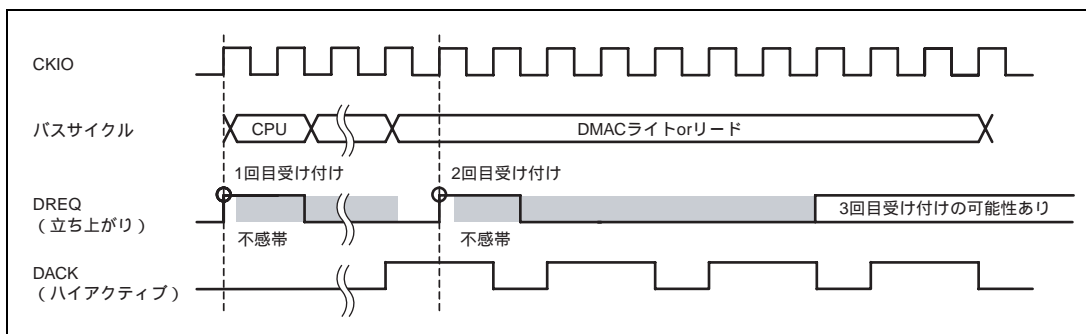 CKIO
バスサイクル
CPU
DMACライトorリード
1回目受け付け
2回目受け付け
DREQ
(立ち上がり)
3回目受け付けの可能性あり
不感帯
不感帯
DACK
(ハイアクティブ)